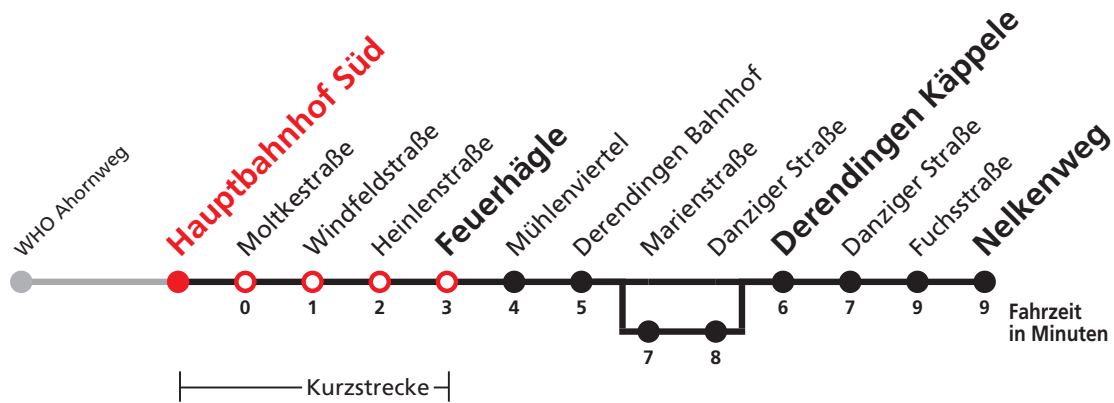 WHO Ahornweg
Hauptbahnhof Süd
Moltkestraße
Windfeldstraße
Heinlenstraße
Feuerhägle
Mühlenviertel
Derendingen Bahnhof
Marienstraße
Danziger Straße
Derendingen Käppele
Danziger Straße
Fuchsstraße
Nelkenweg
0 1 2 3 4 5 6 7 9 9
Fahrzeit
in Minuten
7 8
Kurzstrecke